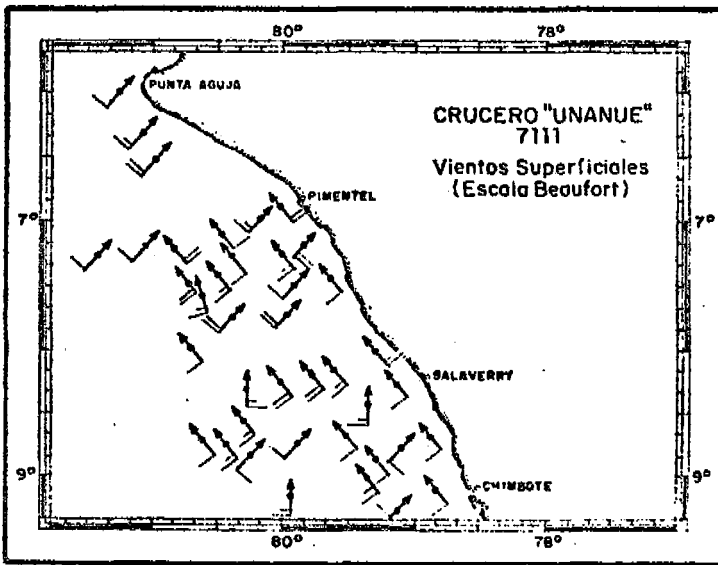 80° 78°
PUNTA AGUJA
CRUCERO "UNANUE"
7111
Vientos Superficiales
(Escala Beaufort)
PIMENTEL
7° 7°
SALAVERRY
9° 9°
CHIMBOTE
80° 78°